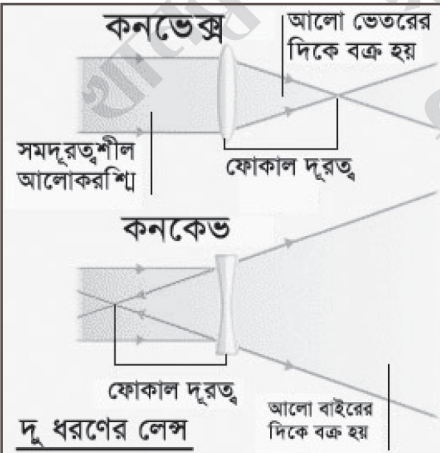 কনভেক্স
আলো ভেতরের
দিকে বক্র হয়
সমদূরত্বশীল
আলোকরশ্মি
ফোকাল দূরত্ব
কনকেভ
ফোকাল দূরত্ব
আলো বাইরের
দিকে বক্র হয়
দু ধরণের লেন্স